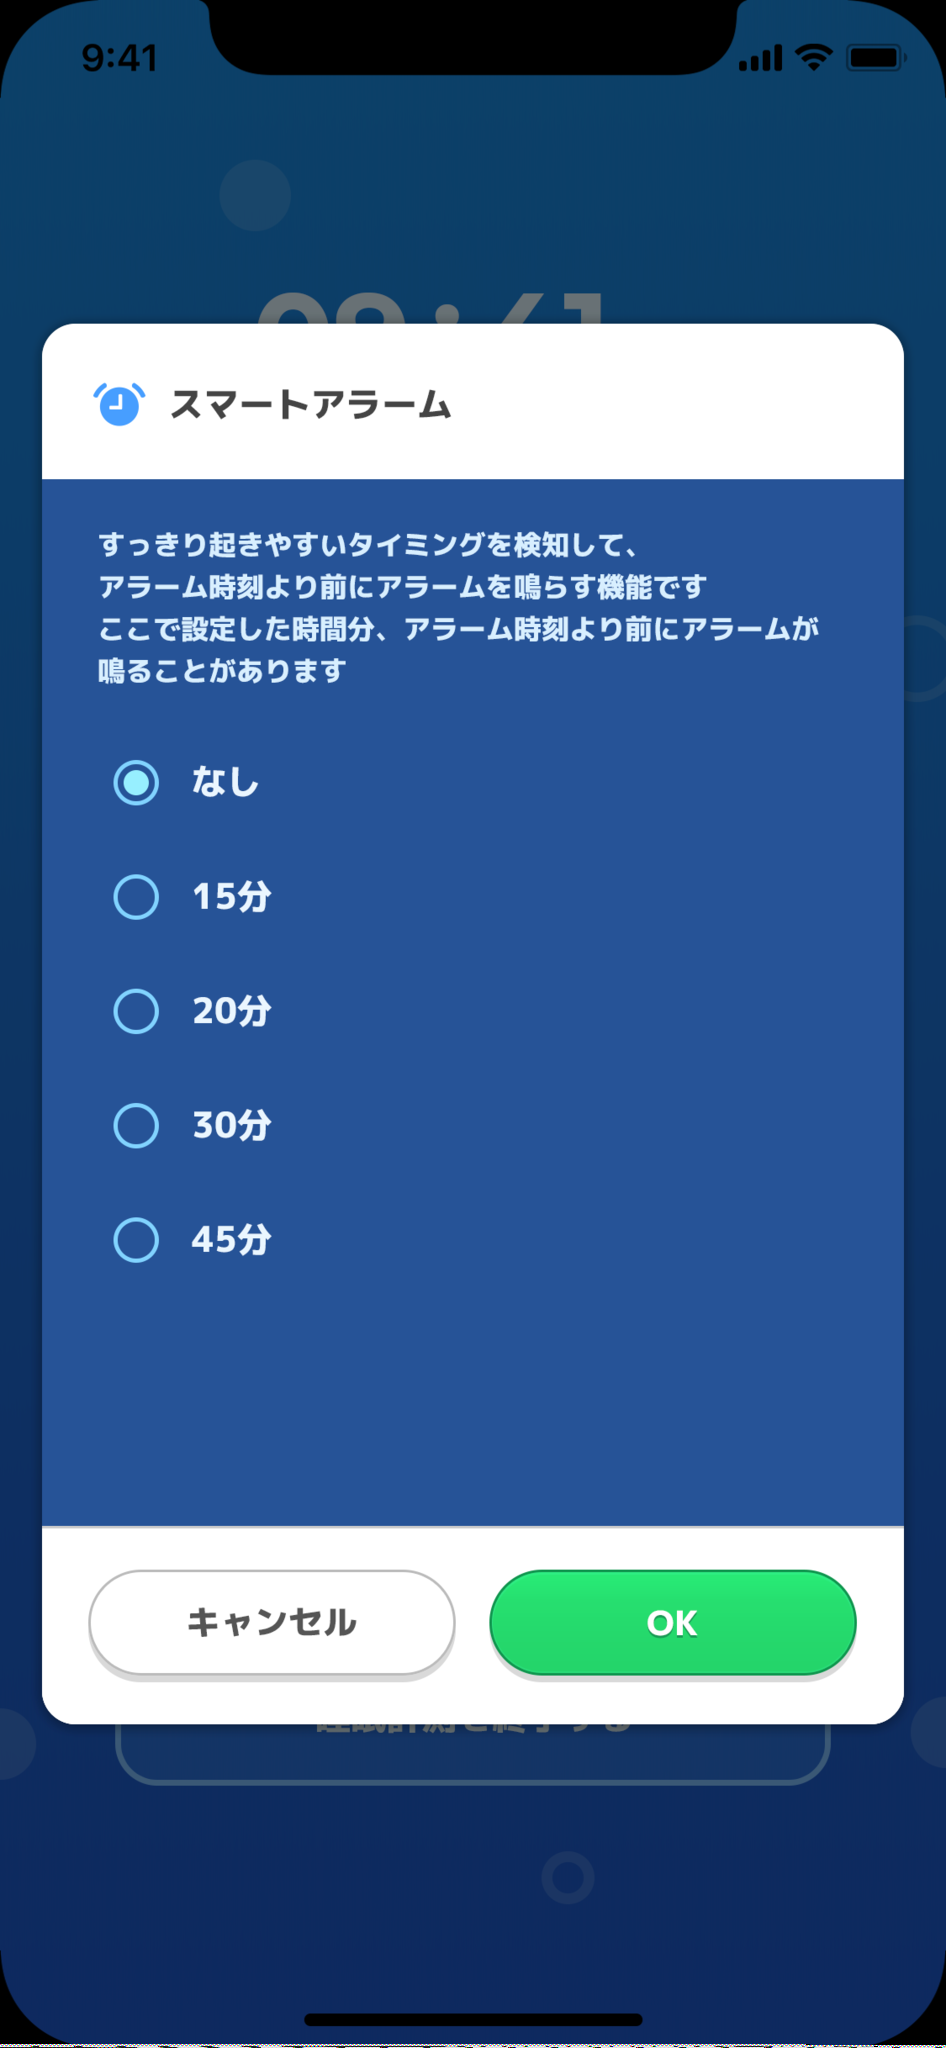 9:41
スマートアラーム
すっきり起きやすいタイミングを検知して、
アラーム時刻より前にアラームを鳴らす機能です
ここで設定した時間分、アラーム時刻より前にアラームが
鳴ることがあります
なし
15分
20分
30分
45分
キャンセル
OK